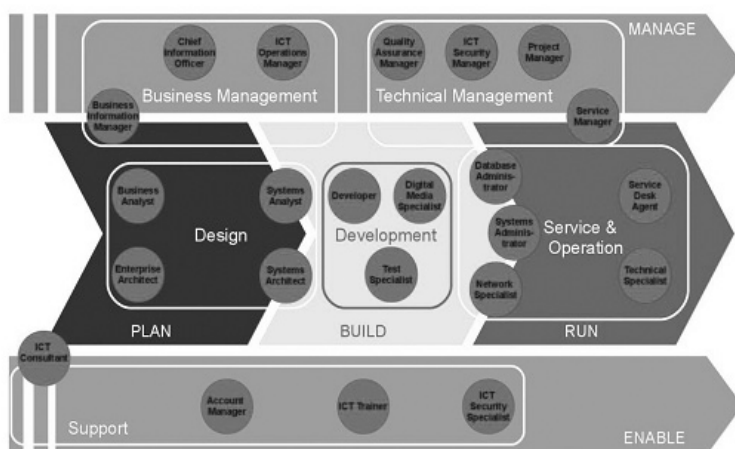 MANAGE
Chief
Information
Officer
ICT
Operations
Manager
Quality
Assurance
Manager
ICT
Security
Manager
Project
Manager
Business Management
Technical Management
Business
Information
Manager
Service
Manager
Business
Analyst
Systems
Analyst
Developer
Digital
Media
Specialist
Database
Adminis-
trator
Service
Desk
Agent
Design
Development
Systems
Adminis-
trator
Service &
Operation
Enterprise
Architect
Systems
Architect
Test
Specialist
Network
Specialist
Technical
Specialist
PLAN
BUILD
RUN
ICT
Consultant
Account
Manager
ICT Trainer
ICT
Security
Specialist
Support
ENABLE